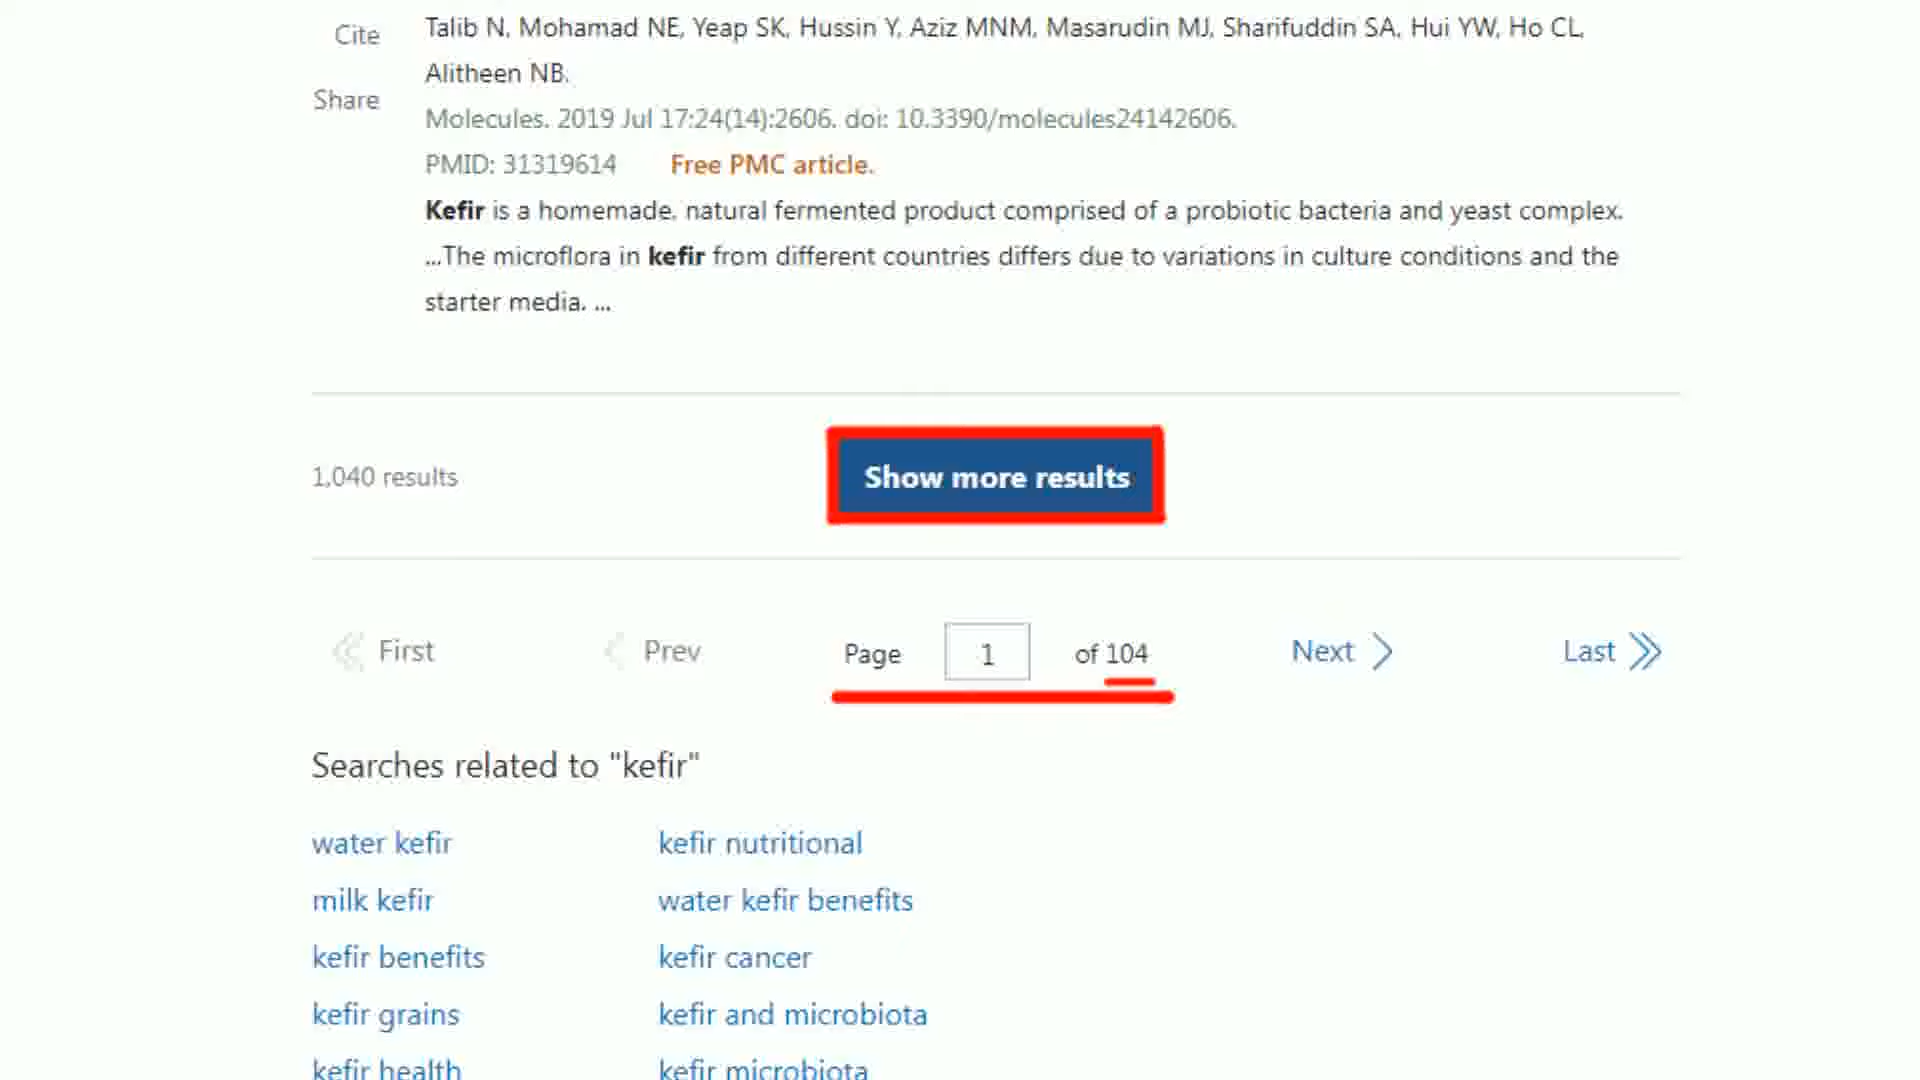 Cite
Talib N, Mohamad NE, Yeap SK, Hussin Y, Aziz MNM, Masarudin MJ, Sharifuddin SA, Hui YW, Ho CL,
Alitheen NB.
Share
Molecules. 2019 Jul 17;24(14):2606. doi: 10.3390/molecules24142606.
PMID: 31319614 Free PMC article.
Kefir is a homemade, natural fermented product comprised of a probiotic bacteria and yeast complex.
...The microflora in kefir from different countries differs due to variations in culture conditions and the
starter media. ...
1,040 results
Show more results
First Prev Page 1 of 104 Next Last
Searches related to "kefir"
water kefir kefir nutritional
milk kefir water kefir benefits
kefir benefits kefir cancer
kefir grains kefir and microbiota
kefir health kefir microbiota